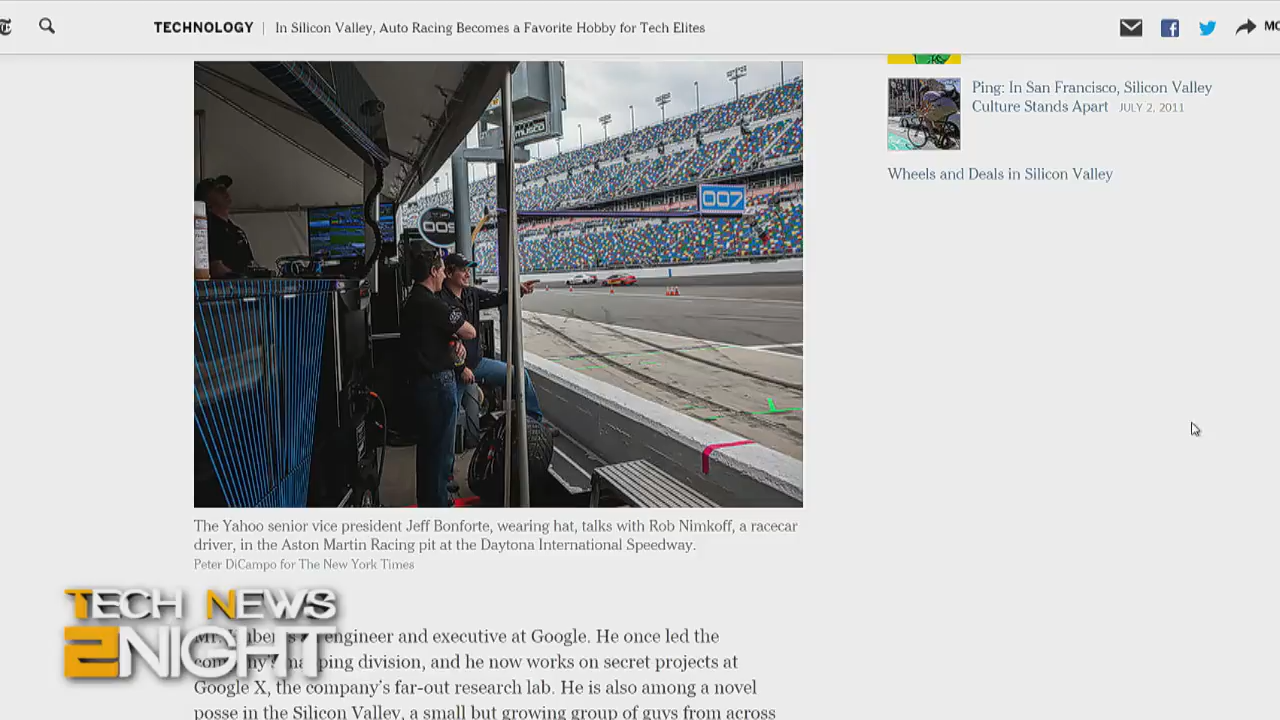 TECHNOLOGY | In Silicon Valley, Auto Racing Becomes a Favorite Hobby for Tech Elites
Ping: In San Francisco, Silicon Valley
Culture Stands Apart JULY 2, 2011
Wheels and Deals in Silicon Valley
MUSCO
007
009
The Yahoo senior vice president Jeff Bonforte, wearing hat, talks with Rob Nimkoff, a racecar
driver, in the Aston Martin Racing pit at the Daytona International Speedway.
Peter DiCampo for The New York Times
TECH NEWS
2NIGHT
engineer and executive at Google. He once led the
division, and he now works on secret projects at
Google X, the company's far-out research lab. He is also among a novel
posse in the Silicon Valley, a small but growing group of guys from across